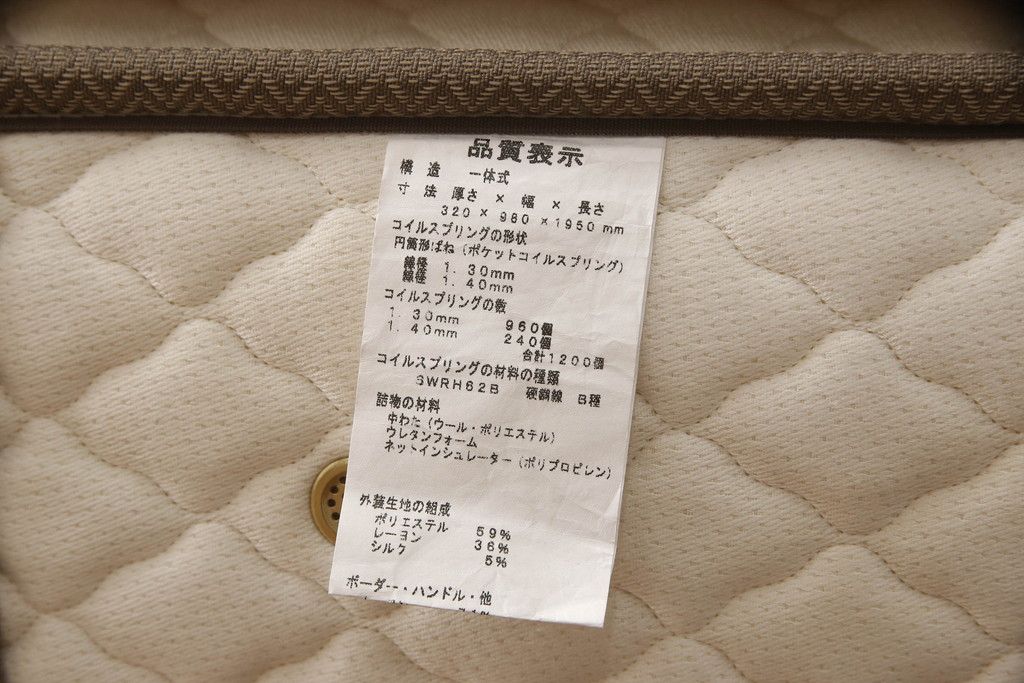 品質表示
構造 一体式
寸法 厚さ × 幅 × 長さ
320 × 980 × 1950 mm
コイルスプリングの形状
円筒形ばね（ポケットコイルスプリング）
線径 1.30mm
線径 1.40mm
コイルスプリングの数
1.30mm 960個
1.40mm 240個
合計1200個
コイルスプリングの材料の種類
SWRH62B 硬鋼線 B種
詰物の材料
中わた（ウール・ポリエステル）
ウレタンフォーム
ネットインシュレーター（ポリプロピレン）
外装生地の組成
ポリエステル 59%
レーヨン 36%
シルク 5%
ボーダー・ハンドル・他